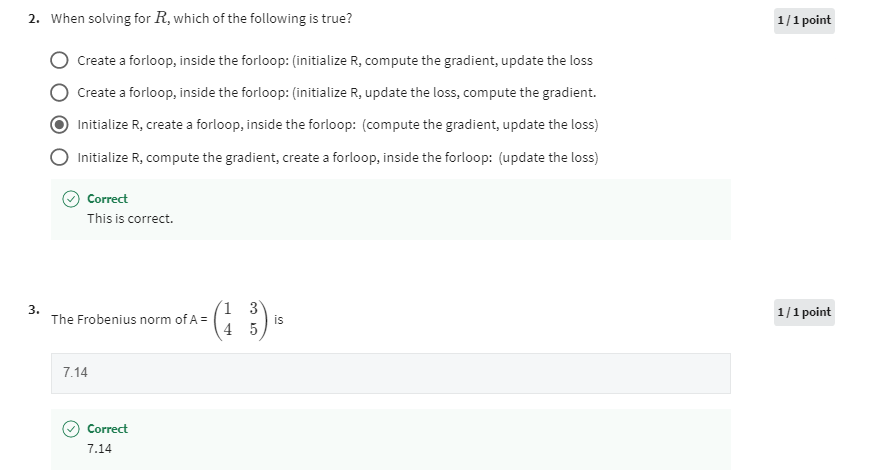 2. When solving for R, which of the following is true?
1 / 1 point
Create a forloop, inside the forloop: (initialize R, compute the gradient, update the loss
Create a forloop, inside the forloop: (initialize R, update the loss, compute the gradient.
Initialize R, create a forloop, inside the forloop: (compute the gradient, update the loss)
Initialize R, compute the gradient, create a forloop, inside the forloop: (update the loss)
Correct
This is correct.
3.
1 / 1 point
The Frobenius norm of A = (1 3
4 5) is
7.14
Correct
7.14